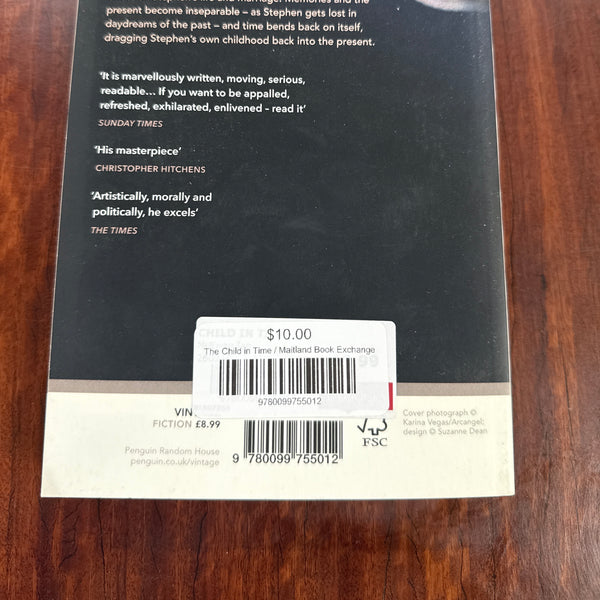 present become inseparable – as Stephen gets lost in
daydreams of the past – and time bends back on itself,
dragging Stephen's own childhood back into the present.
'It is marvellously written, moving, serious,
readable... If you want to be appalled,
refreshed, exhilarated, enlivened - read it'
SUNDAY TIMES
'His masterpiece'
CHRISTOPHER HITCHENS
'Artistically, morally and
politically, he excels'
THE TIMES
CHILD IN T
$10.00
The Child in Time / Maitland Book Exchange
99
9780099755012
VIN
FICTION £8.99
Penguin Random House
penguin.co.uk/vintage
9 780099 755012
FSC
Cover photograph ©
Karina Vegas/Arcangel;
design © Suzanne Dean